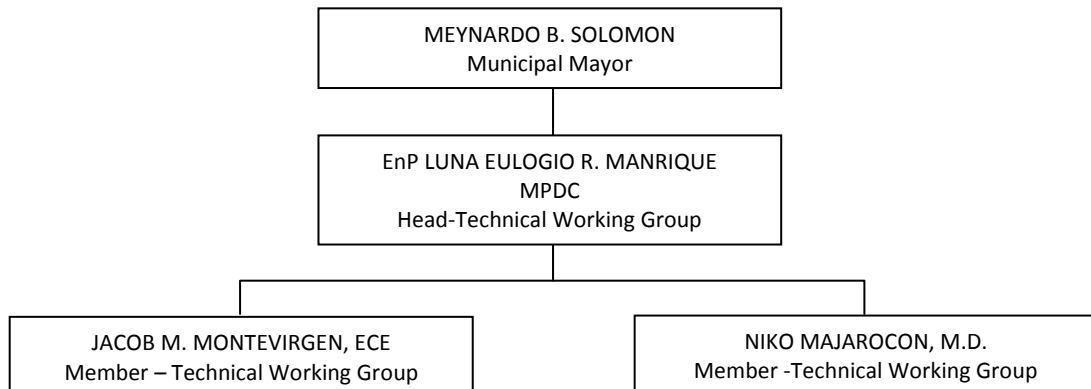 MEYNARDO B. SOLOMON
Municipal Mayor
EnP LUNA EULOGIO R. MANRIQUE
MPDC
Head-Technical Working Group
JACOB M. MONTEVIRGEN, ECE
Member – Technical Working Group
NIKO MAJAROCON, M.D.
Member -Technical Working Group